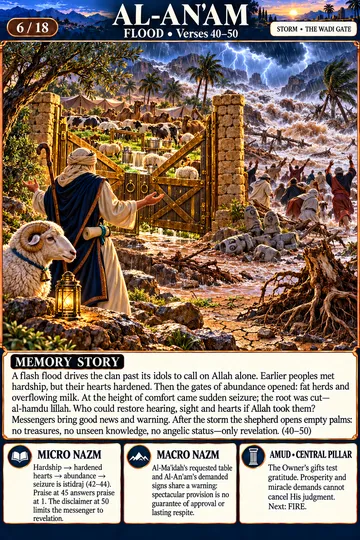 AL-AN'AM
6 / 18
FLOOD • Verses 40–50
STORM • THE WADI GATE
MEMORY STORY
A flash flood drives the clan past its idols to call on Allah alone. Earlier peoples met
hardship, but their hearts hardened. Then the gates of abundance opened: fat herds and
overflowing milk. At the height of comfort came sudden seizure; the root was cut—
al-hamdu lillah. Who could restore hearing, sight and hearts if Allah took them?
Messengers bring good news and warning. After the storm the shepherd opens empty palms:
no treasures, no unseen knowledge, no angelic status—only revelation. (40–50)
MICRO NAZM
Hardship → hardened
hearts → abundance →
seizure is istidraj (42–44).
Praise at 45 answers praise
at 1. The disclaimer at 50
limits the messenger to
revelation.
MACRO NAZM
Al-Ma'idah's requested table
and Al-An'am's demanded
signs share a warning:
spectacular provision is no
guarantee of approval or
lasting respite.
AMUD • CENTRAL PILLAR
The Owner's gifts test
gratitude. Prosperity and
miracle demands cannot
cancel His judgment.
Next: FIRE.